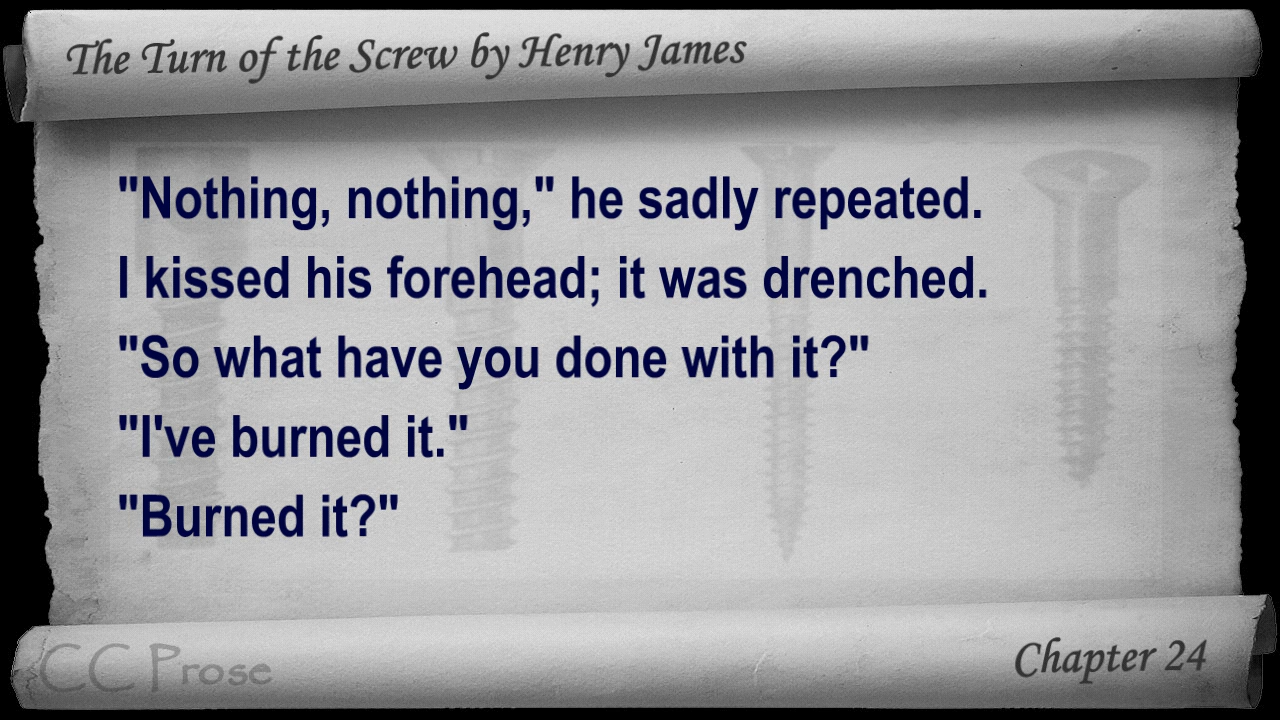 The Turn of the Screw by Henry James
"Nothing, nothing," he sadly repeated.
I kissed his forehead; it was drenched.
"So what have you done with it?"
"I've burned it."
"Burned it?"
CC Prose
Chapter 24